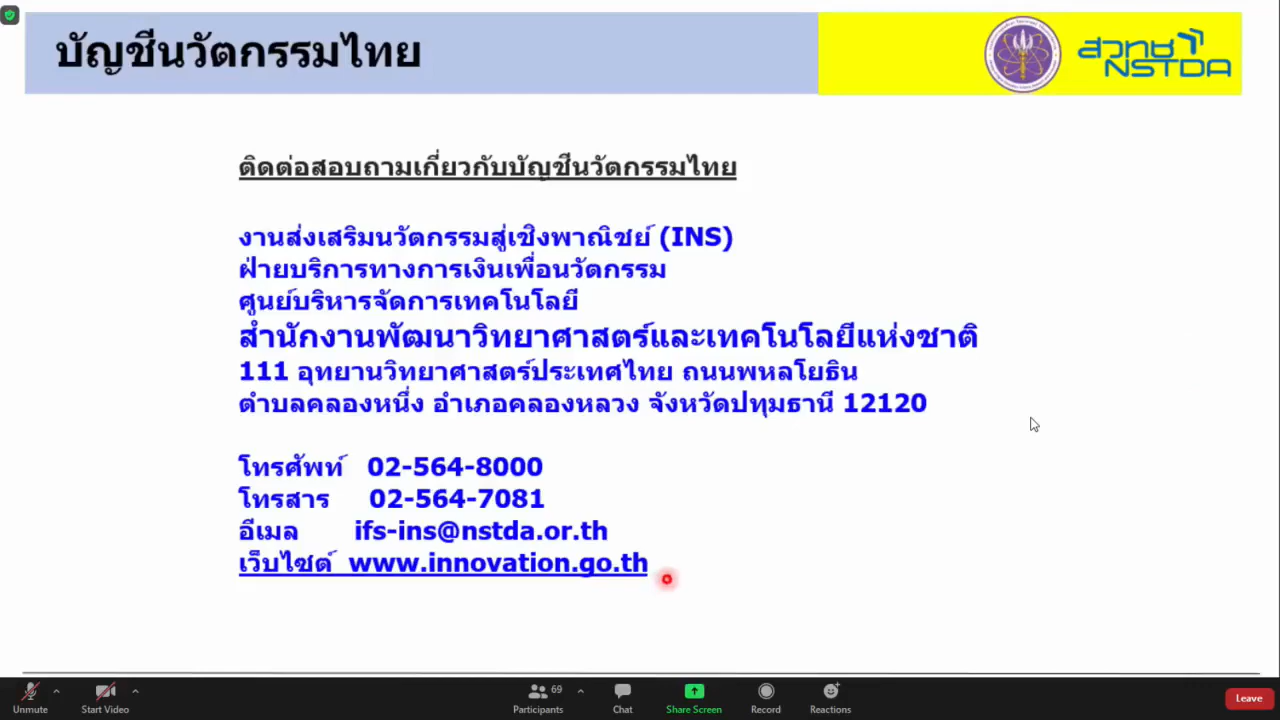 บัญชีนวัตกรรมไทย
สวทช
NSTDA
ติดต่อสอบถามเกี่ยวกับบัญชีนวัตกรรมไทย
งานส่งเสริมนวัตกรรมสู่เชิงพาณิชย์ (INS)
ฝ่ายบริการทางการเงินเพื่อนวัตกรรม
ศูนย์บริหารจัดการเทคโนโลยี
สำนักงานพัฒนาวิทยาศาสตร์และเทคโนโลยีแห่งชาติ
111 อุทยานวิทยาศาสตร์ประเทศไทย ถนนพหลโยธิน
ตำบลคลองหนึ่ง อำเภอคลองหลวง จังหวัดปทุมธานี 12120
โทรศัพท์ 02-564-8000
โทรสาร 02-564-7081
อีเมล ifs-ins@nstda.or.th
เว็บไซต์ www.innovation.go.th
Unmute
Start Video
69
Participants
Chat
Share Screen
Record
Reactions
Leave